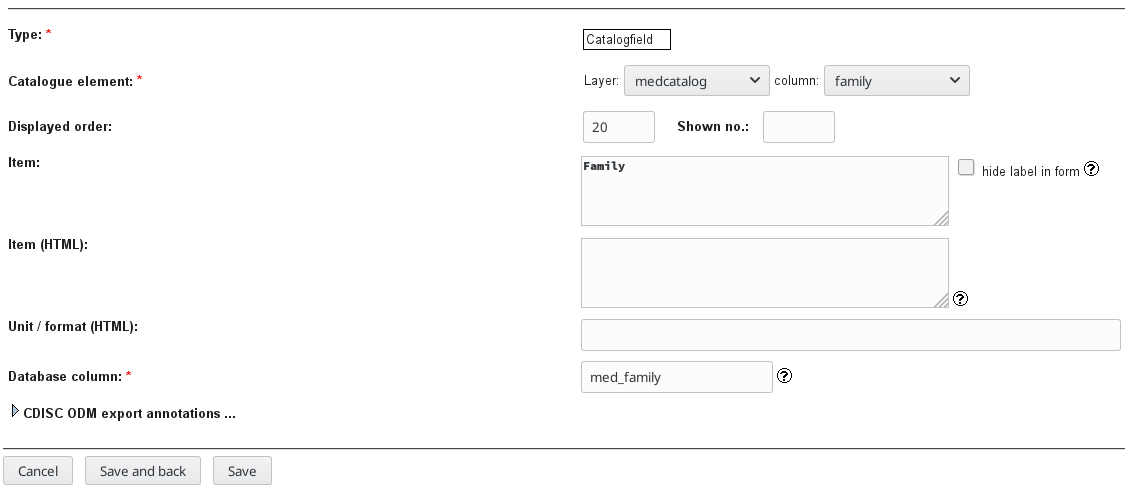 Type: * Catalogfield
Catalogue element: * Layer: medcatalog column: family
Displayed order: 20 Shown no.:
Item: Family hide label in form ?
Item (HTML): ?
Unit / format (HTML):
Database column: * med_family ?
CDISC ODM export annotations ...
Cancel Save and back Save